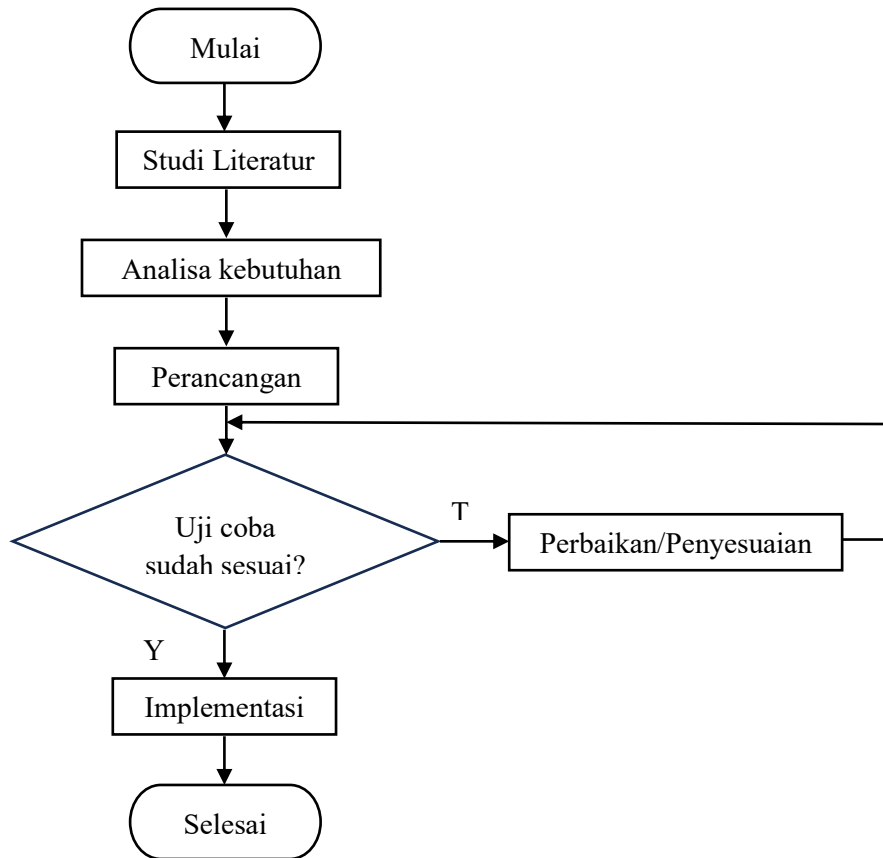 Mulai
Studi Literatur
Analisa kebutuhan
Perancangan
Uji coba
sudah sesuai?
T
Perbaikan/Penyesuaian
Y
Implementasi
Selesai